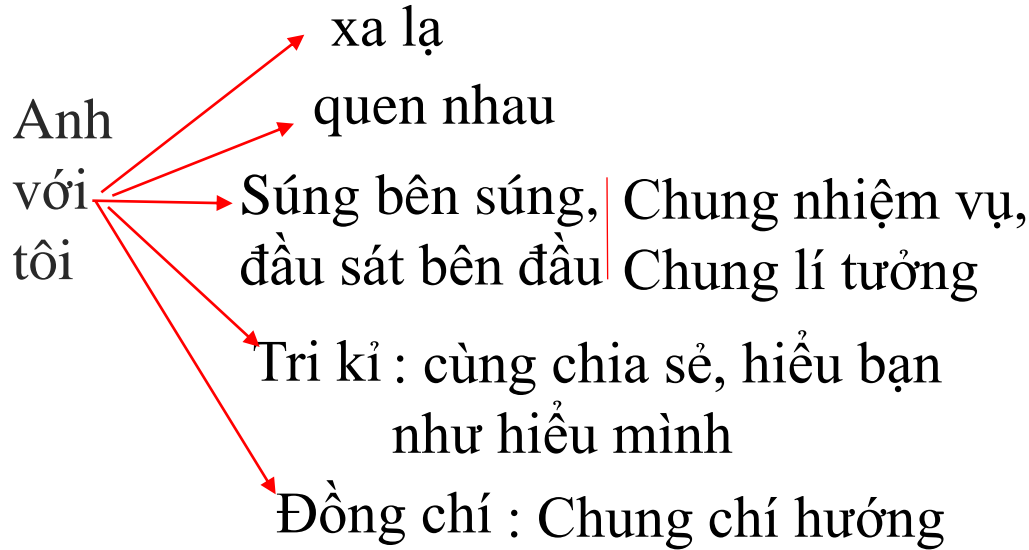 Anh
với
tôi
xa lạ
quen nhau
Súng bên súng,
đầu sát bên đầu
Chung nhiệm vụ,
Chung lí tưởng
Tri kỉ : cùng chia sẻ, hiểu bạn
như hiểu mình
Đồng chí : Chung chí hướng